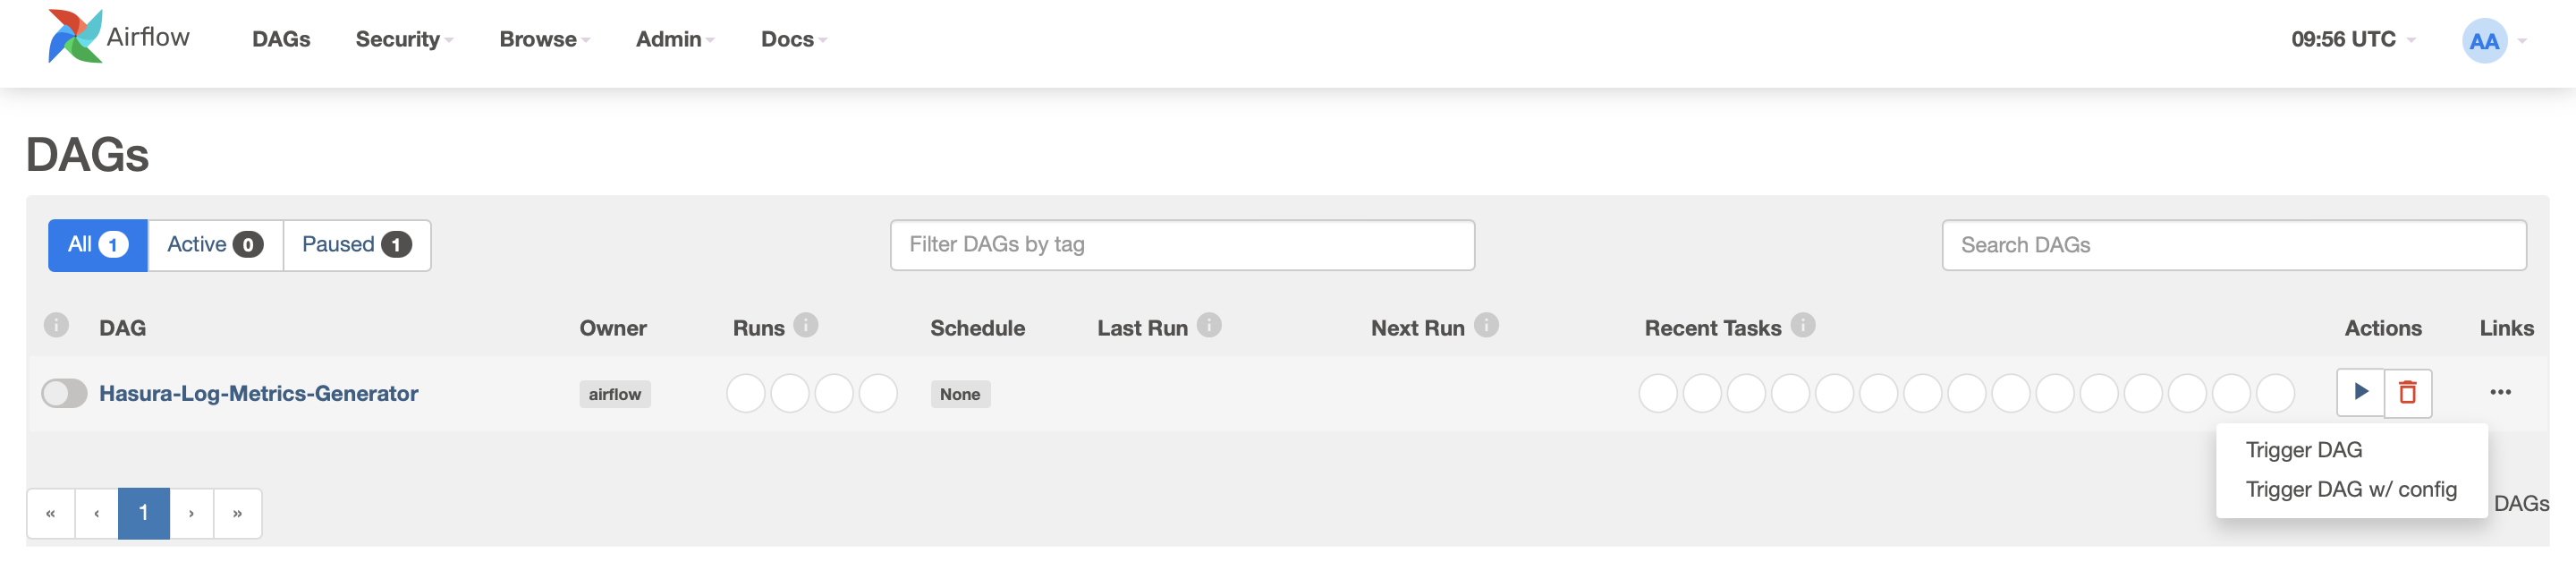 Airflow DAGs Security Browse Admin Docs 09:56 UTC AA
DAGs
All 1 Active 0 Paused 1 Filter DAGs by tag Search DAGs
i DAG Owner Runs i Schedule Last Run i Next Run i Recent Tasks i Actions Links
Hasura-Log-Metrics-Generator airflow None
Trigger DAG
Trigger DAG w/ config
« ‹ 1 › » DAGs